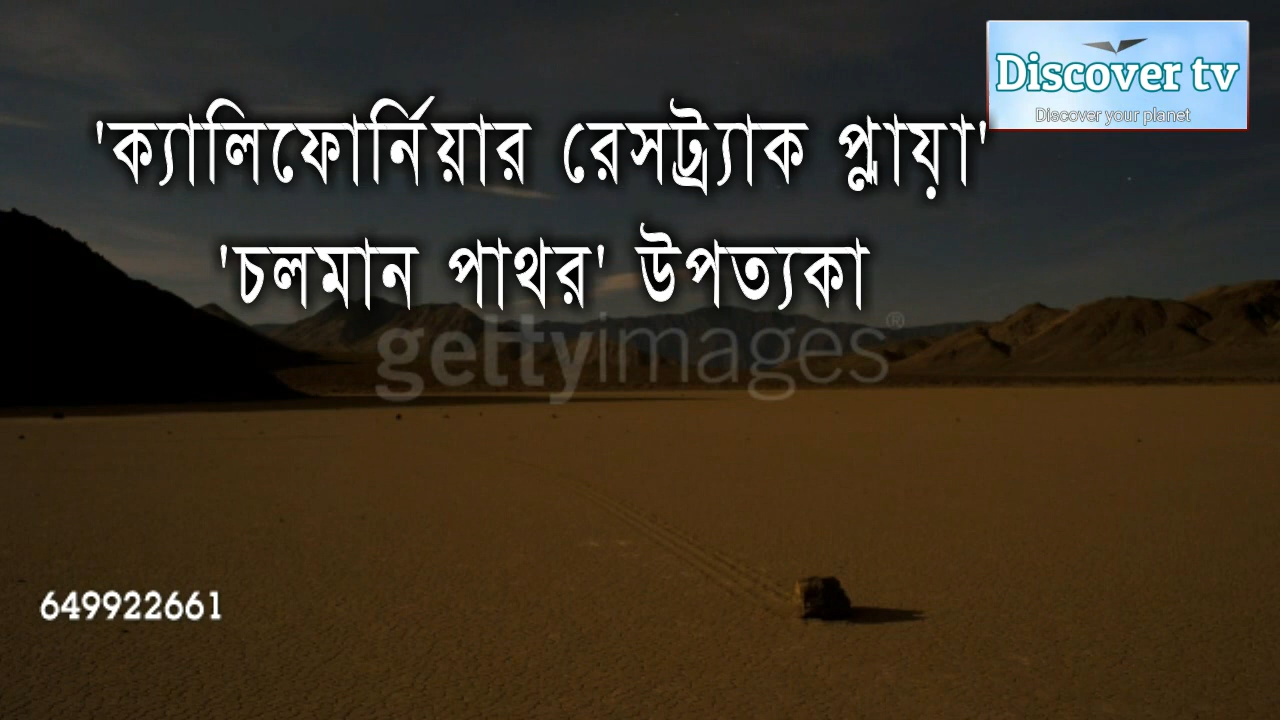 Discover tv
Discover your planet
'ক্যালিফোর্নিয়ার রেসট্র্যাক প্লায়া'
'চলমান পাথর' উপত্যকা
gettyimages®
649922661